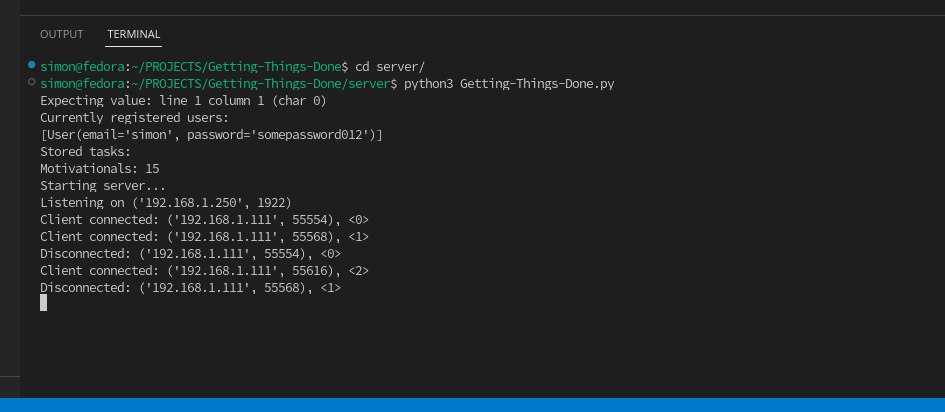 OUTPUT TERMINAL
simon@fedora:~/PROJECTS/Getting-Things-Done$ cd server/
simon@fedora:~/PROJECTS/Getting-Things-Done/server$ python3 Getting-Things-Done.py
Expecting value: line 1 column 1 (char 0)
Currently registered users:
[User(email='simon', password='somepassword012')]
Stored tasks:
Motivationals: 15
Starting server...
Listening on ('192.168.1.250', 1922)
Client connected: ('192.168.1.111', 55554), <0>
Client connected: ('192.168.1.111', 55568), <1>
Disconnected: ('192.168.1.111', 55554), <0>
Client connected: ('192.168.1.111', 55616), <2>
Disconnected: ('192.168.1.111', 55568), <1>